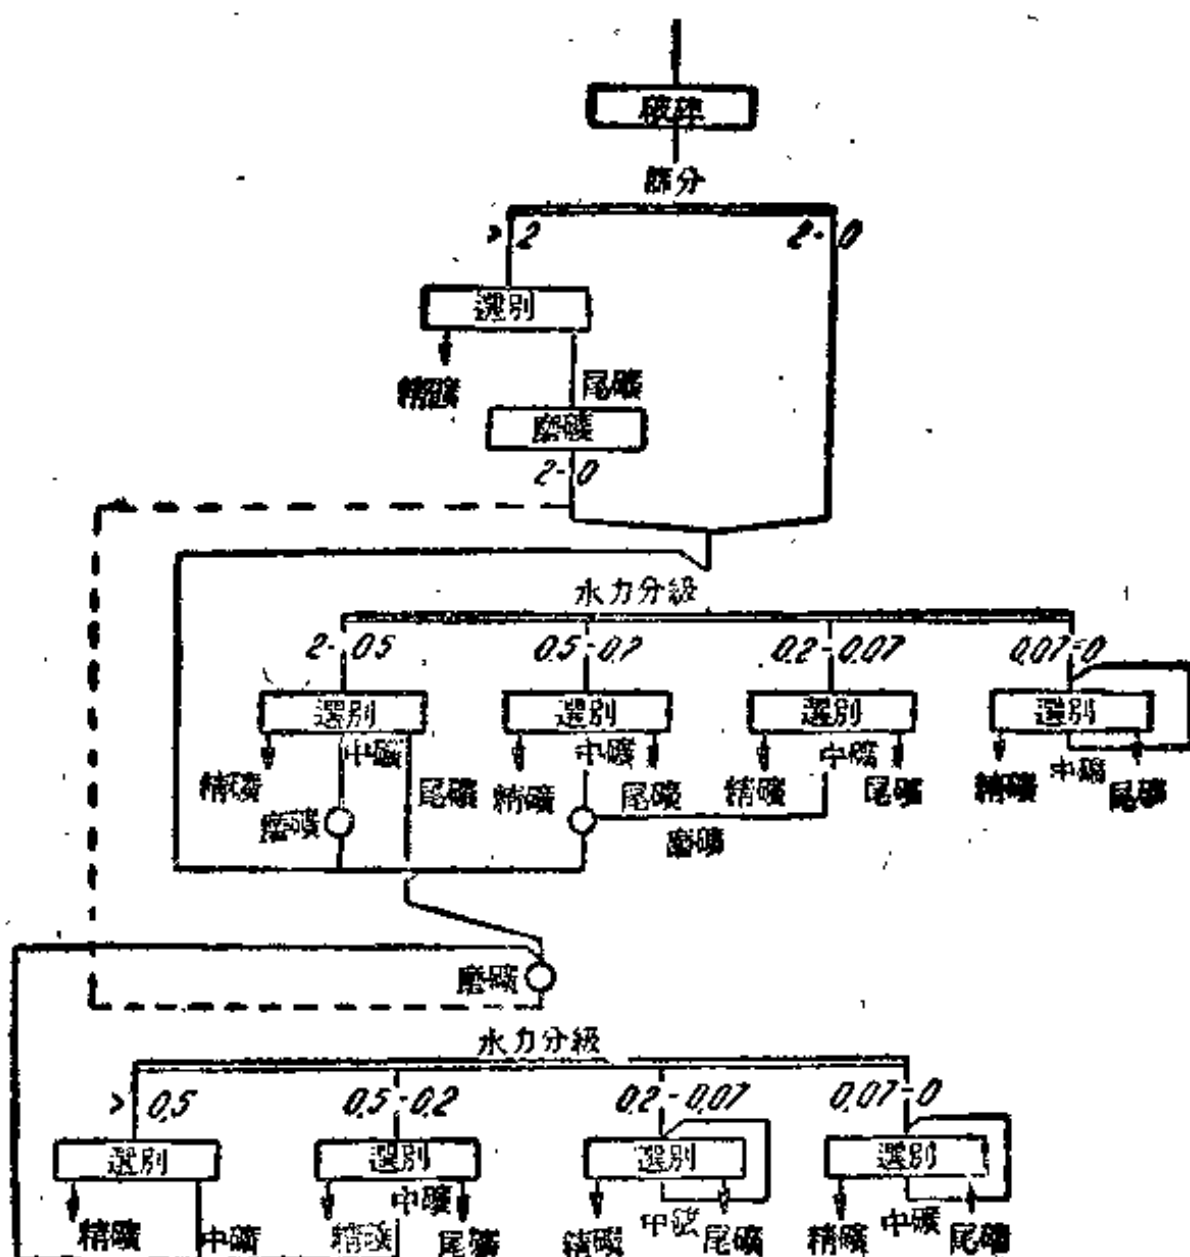 破碎
篩分
> 2 2-0
選別
精礦 尾礦
磨礦
2-0
水力分級
2-0.5 0.5-0.2 0.2-0.07 0.07-0
選別 選別 選別 選別
中礦 中礦 中礦 中礦
精礦 尾礦 精礦 尾礦 精礦 尾礦 精礦 尾礦
磨礦 磨礦
磨礦
水力分級
> 0,5 0,5-0,2 0,2-0,07 0,07-0
選別 選別 選別 選別
精礦 中礦 精礦 中礦 尾礦 精礦 中礦 尾礦 精礦 中礦 尾礦